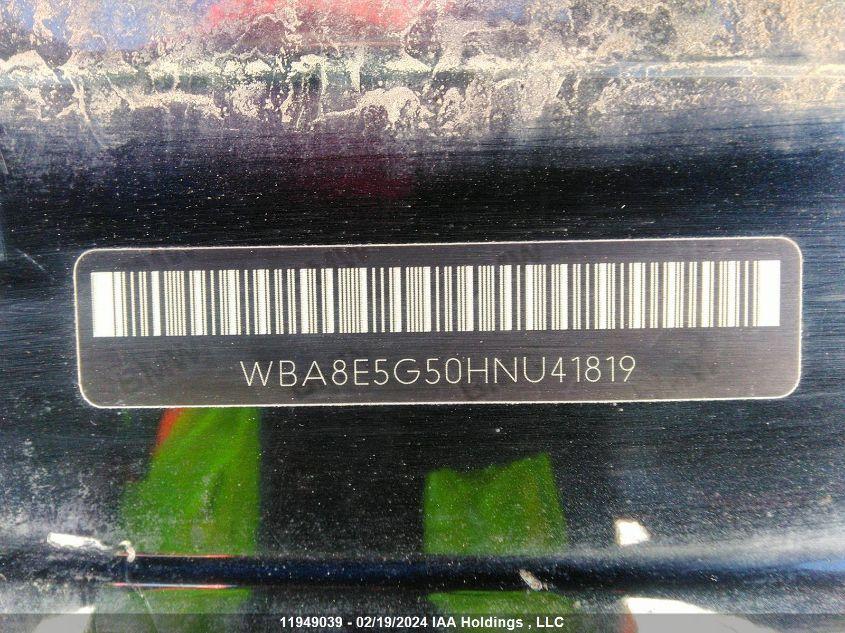 WBA8E5G50HNU41819
11949039 - 02/19/2024 IAA Holdings , LLC